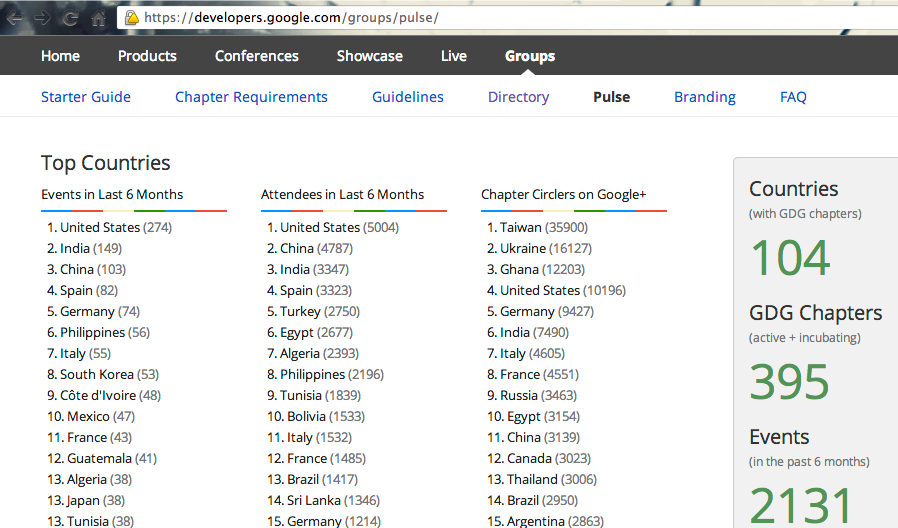 https://developers.google.com/groups/pulse/
Home Products Conferences Showcase Live Groups
Starter Guide Chapter Requirements Guidelines Directory Pulse Branding FAQ
Top Countries
Events in Last 6 Months
1. United States (274)
2. India (149)
3. China (103)
4. Spain (82)
5. Germany (74)
6. Philippines (56)
7. Italy (55)
8. South Korea (53)
9. Côte d'Ivoire (48)
10. Mexico (47)
11. France (43)
12. Guatemala (41)
13. Algeria (38)
13. Japan (38)
13. Tunisia (38)
Attendees in Last 6 Months
1. United States (5004)
2. China (4787)
3. India (3347)
4. Spain (3323)
5. Turkey (2750)
6. Egypt (2677)
7. Algeria (2393)
8. Philippines (2196)
9. Tunisia (1839)
10. Bolivia (1533)
11. Italy (1532)
12. France (1485)
13. Brazil (1417)
14. Sri Lanka (1346)
15. Germany (1214)
Chapter Circlers on Google+
1. Taiwan (35900)
2. Ukraine (16127)
3. Ghana (12203)
4. United States (10196)
5. Germany (9427)
6. India (7490)
7. Italy (4605)
8. France (4551)
9. Russia (3463)
10. Egypt (3154)
11. China (3139)
12. Canada (3023)
13. Thailand (3006)
14. Brazil (2950)
15. Argentina (2863)
Countries
(with GDG chapters)
104
GDG Chapters
(active + incubating)
395
Events
(in the past 6 months)
2131